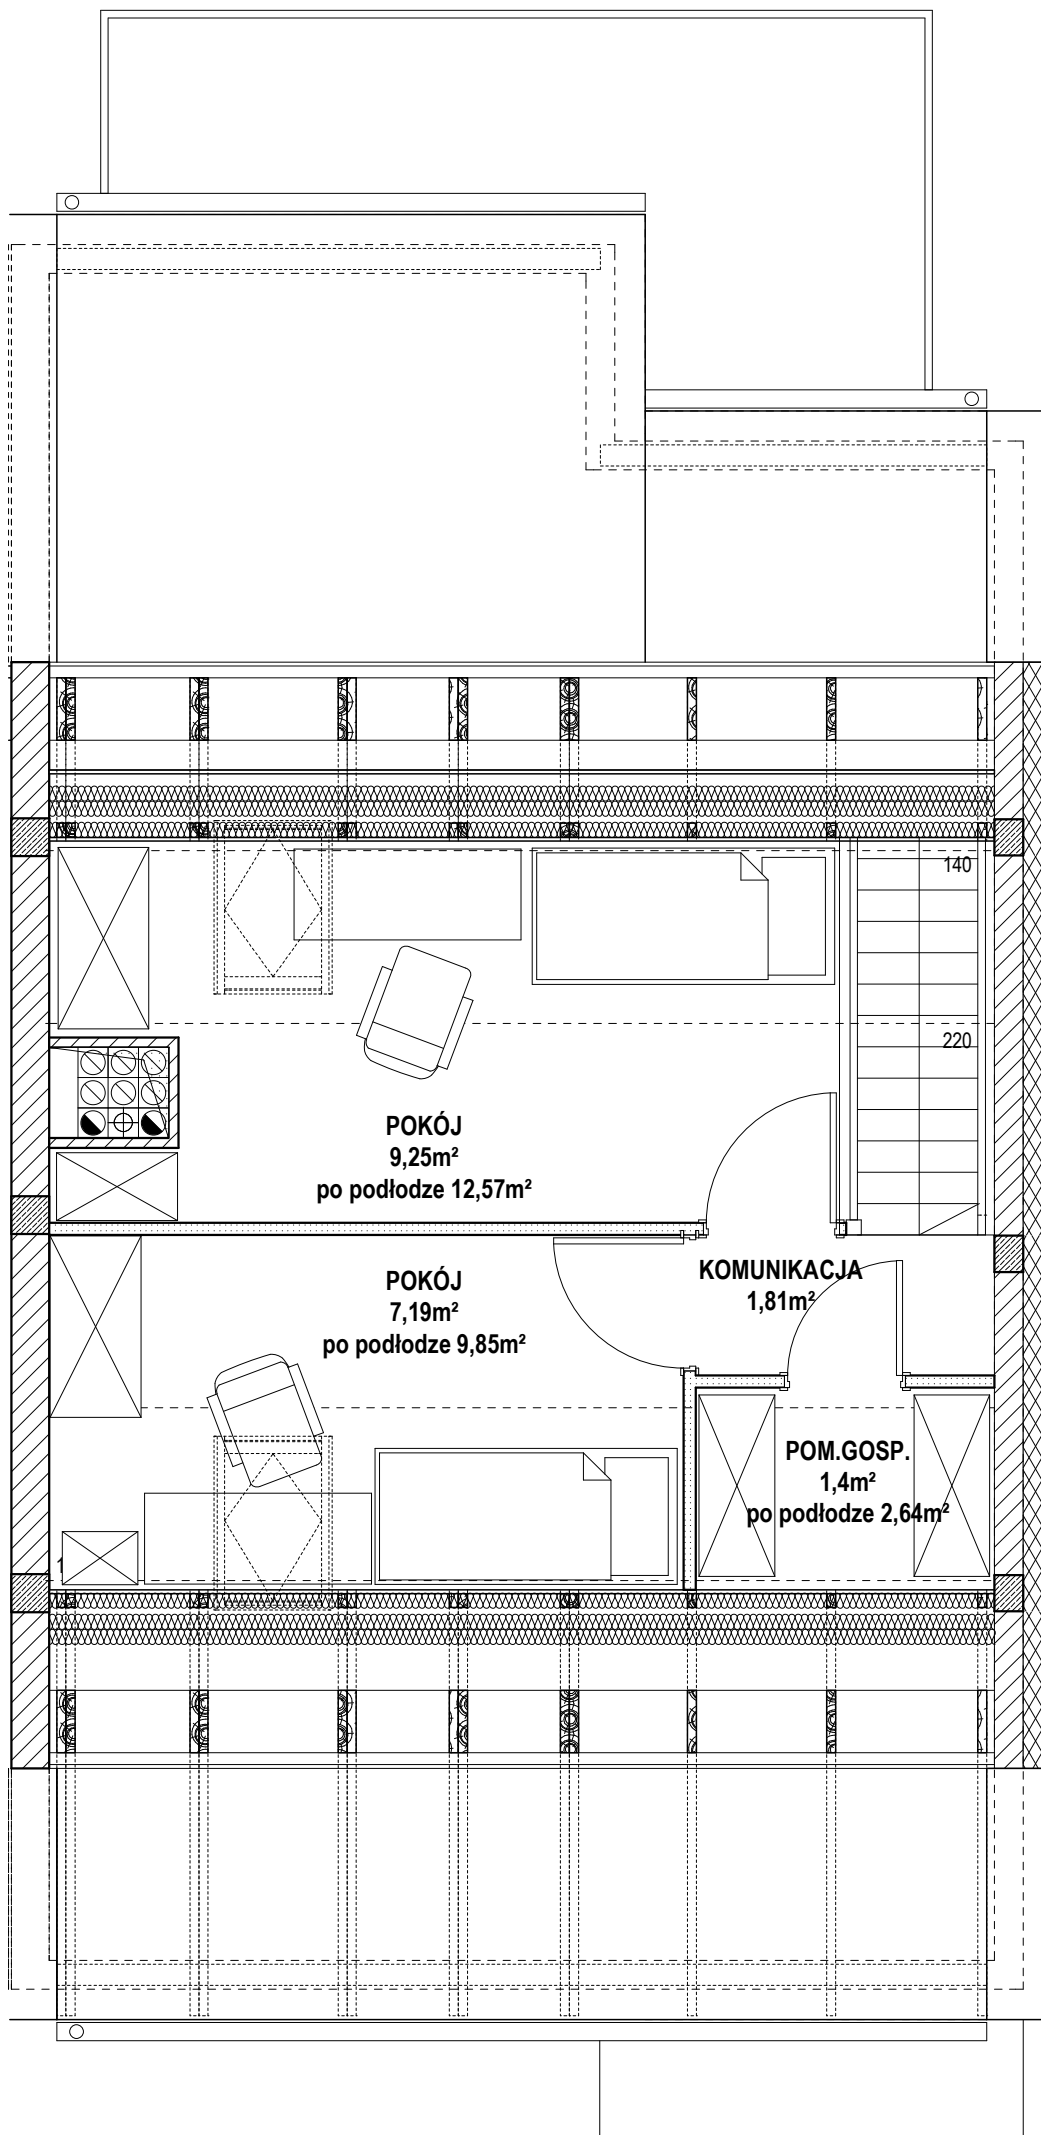 140
220
POKÓJ
9,25m²
po podłodze 12,57m²
POKÓJ
7,19m²
po podłodze 9,85m²
KOMUNIKACJA
1,81m²
POM.GOSP.
1,4m²
po podłodze 2,64m²